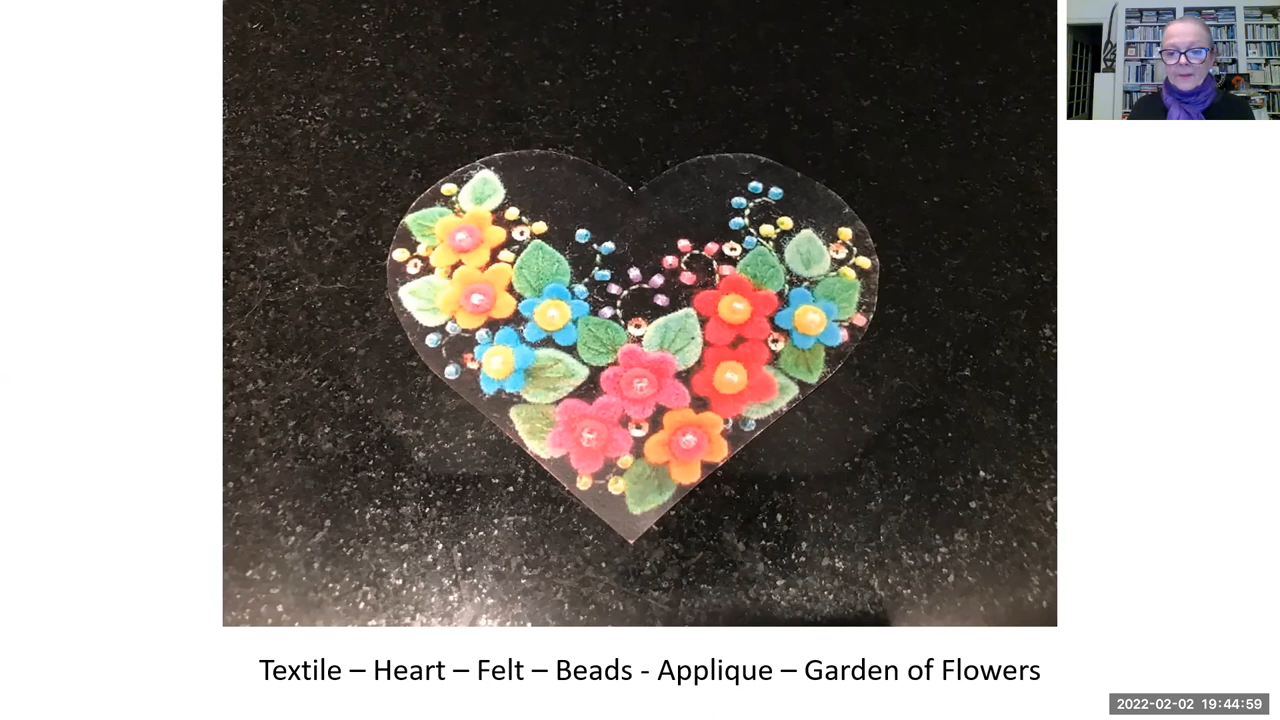 Textile – Heart – Felt – Beads - Applique – Garden of Flowers
2022-02-02 19:44:59